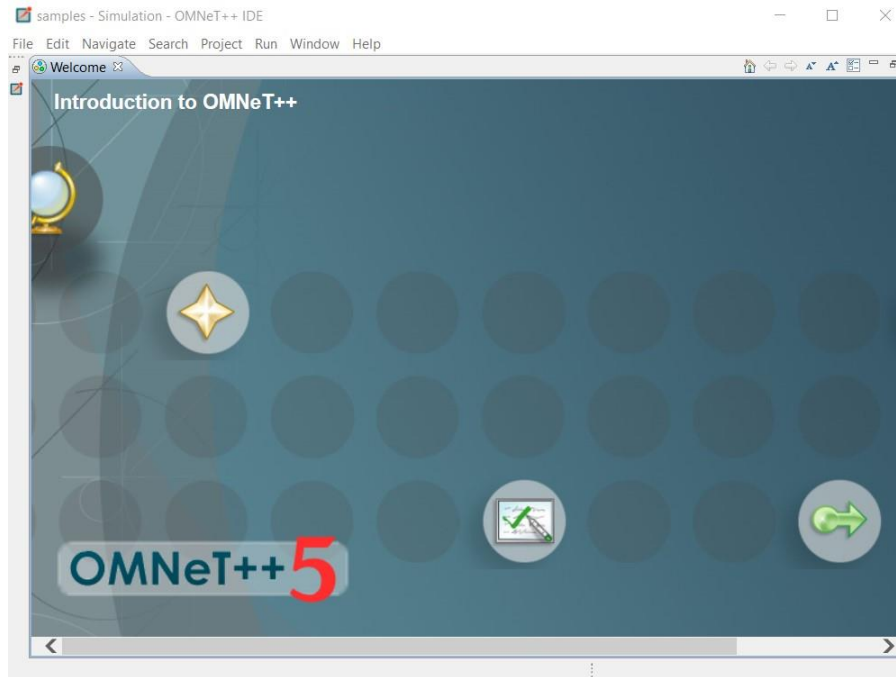 samples - Simulation - OMNeT++ IDE
File Edit Navigate Search Project Run Window Help
Welcome
Introduction to OMNeT++
OMNeT++ 5